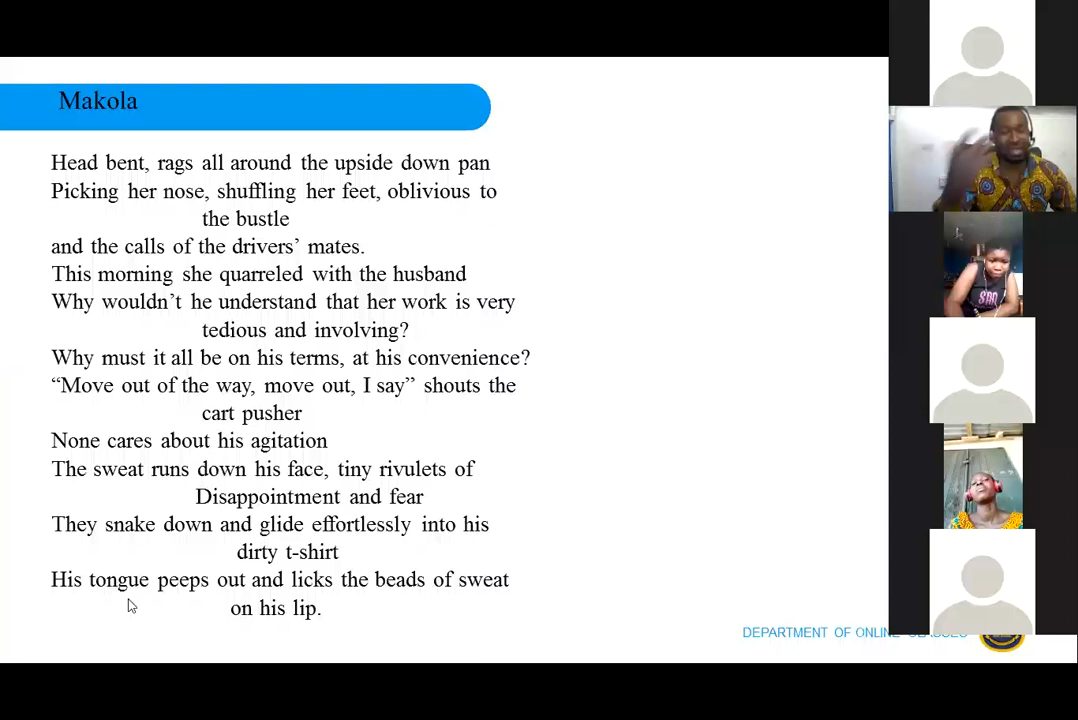 Makola
Head bent, rags all around the upside down pan
Picking her nose, shuffling her feet, oblivious to
the bustle
and the calls of the drivers’ mates.
This morning she quarreled with the husband
Why wouldn’t he understand that her work is very
tedious and involving?
Why must it all be on his terms, at his convenience?
“Move out of the way, move out, I say” shouts the
cart pusher
None cares about his agitation
The sweat runs down his face, tiny rivulets of
Disappointment and fear
They snake down and glide effortlessly into his
dirty t-shirt
His tongue peeps out and licks the beads of sweat
on his lip.
DEPARTMENT OF ONLINE CLASSES